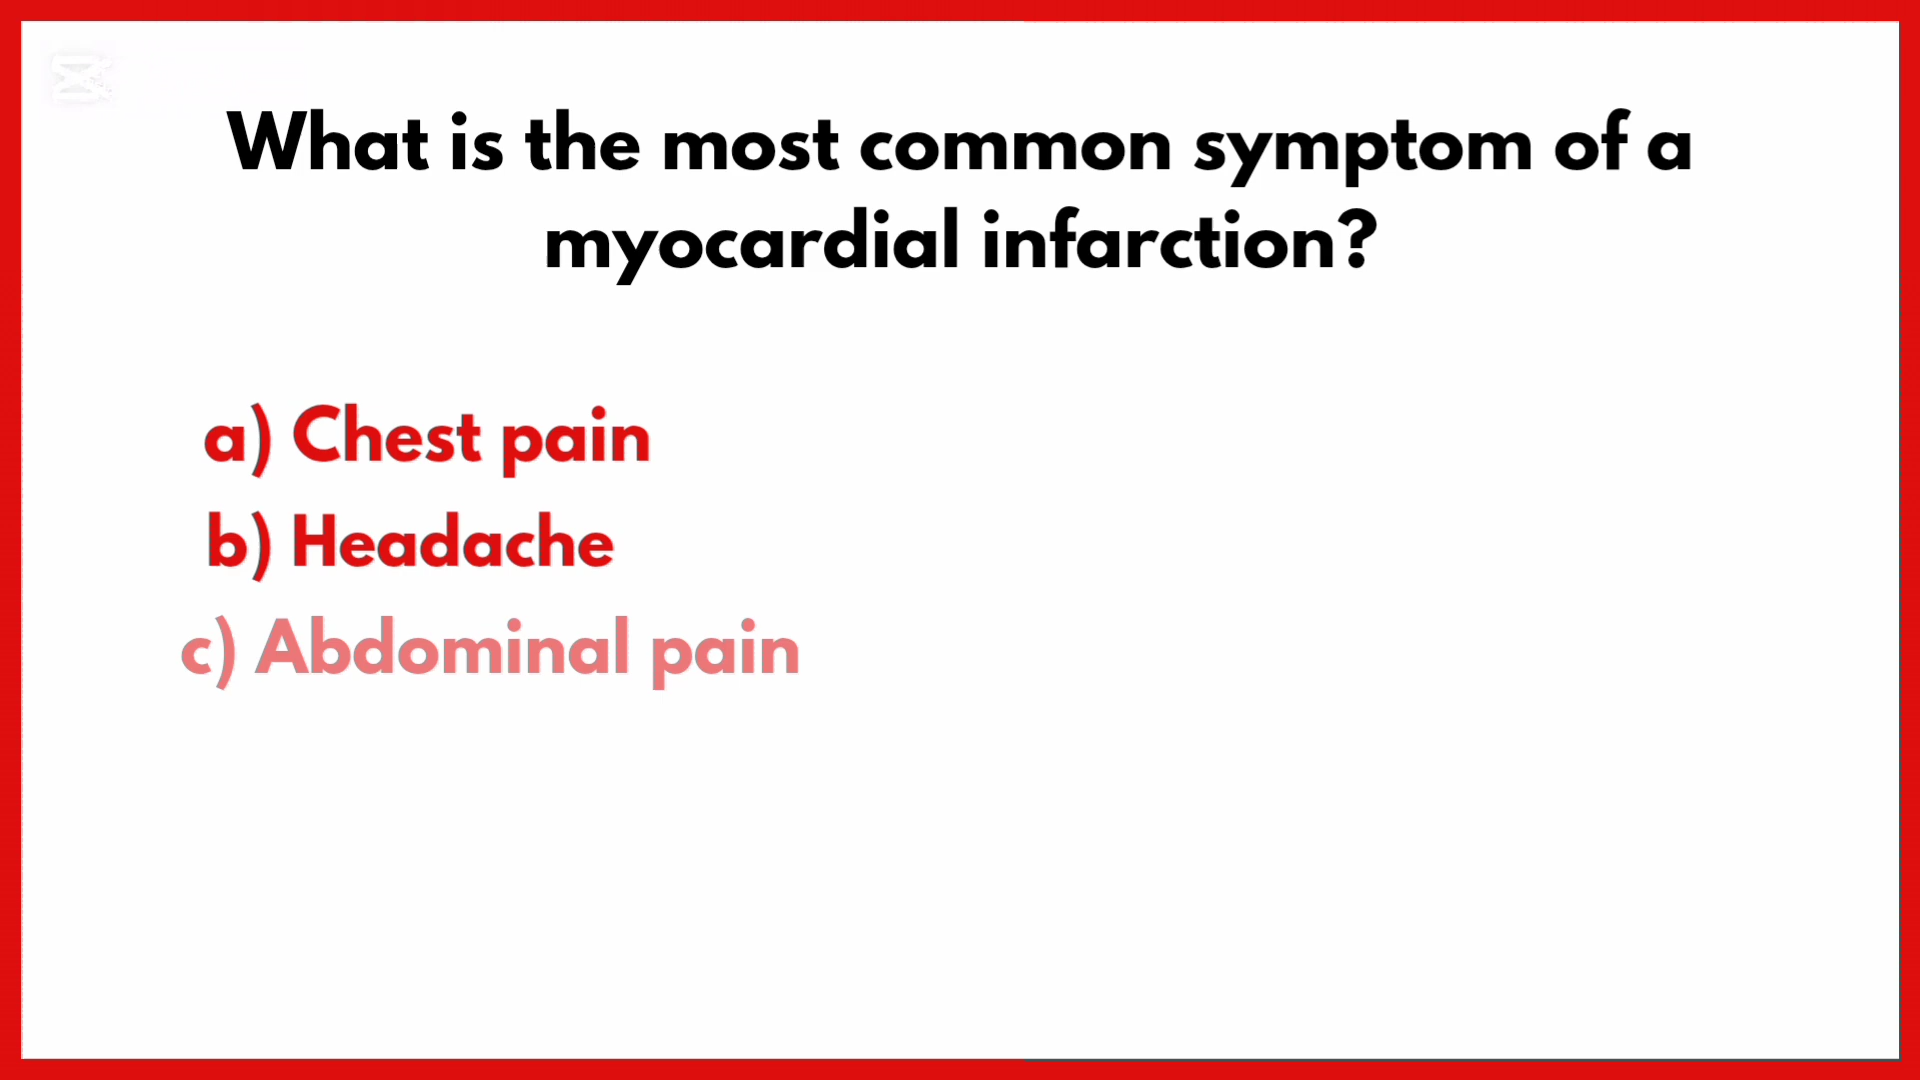 What is the most common symptom of a
myocardial infarction?
a) Chest pain
b) Headache
c) Abdominal pain